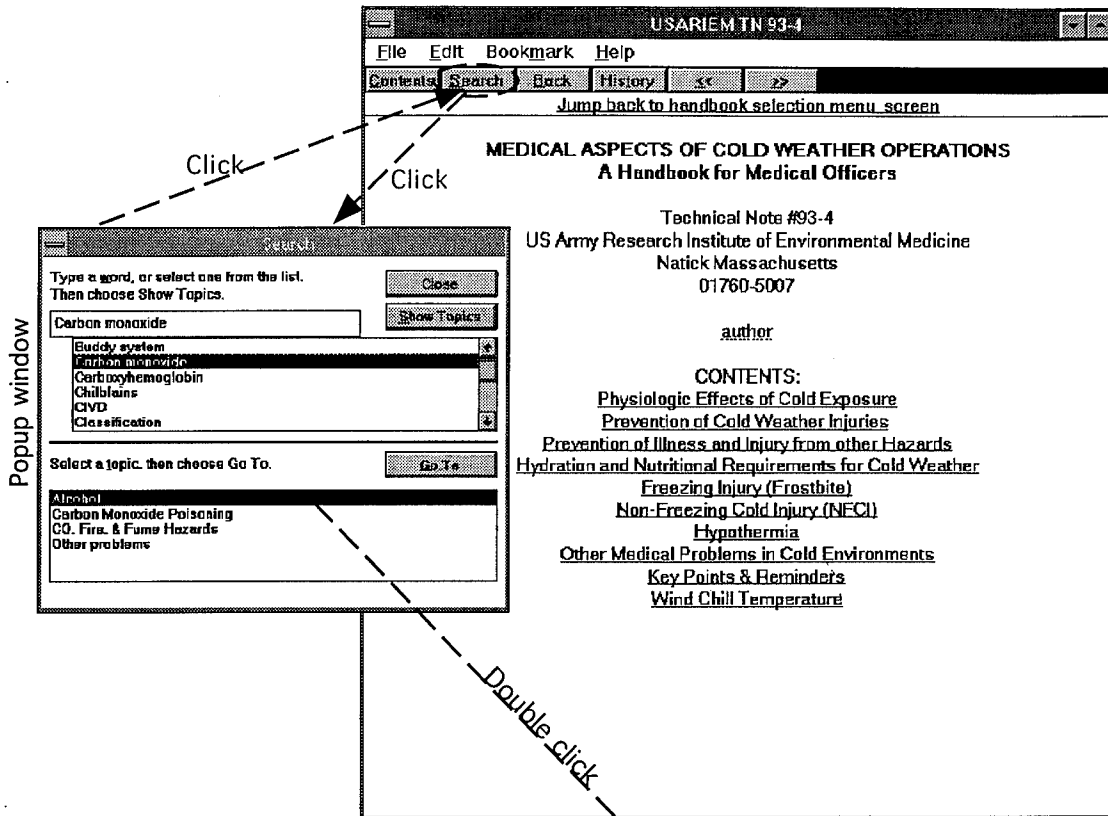 USARIEM TN 93-4
File Edit Bookmark Help
Contents Search Back History << >>
Jump back to handbook selection menu screen
MEDICAL ASPECTS OF COLD WEATHER OPERATIONS
A Handbook for Medical Officers
Technical Note #93-4
US Army Research Institute of Environmental Medicine
Natick Massachusetts
01760-5007
author
CONTENTS:
Physiologic Effects of Cold Exposure
Prevention of Cold Weather Injuries
Prevention of Illness and Injury from other Hazards
Hydration and Nutritional Requirements for Cold Weather
Freezing Injury (Frostbite)
Non-Freezing Cold Injury (NFCI)
Hypothermia
Other Medical Problems in Cold Environments
Key Points & Reminders
Wind Chill Temperature
Click
Click
Popup window
Search
Type a word, or select one from the list.
Then choose Show Topics.
Close
Show Topics
Carbon monoxide
Buddy system
Carbon monoxide
Carboxyhemoglobin
Chilblains
CIVD
Classification
Select a topic, then choose Go To.
Go To
Alcohol
Carbon Monoxide Poisoning
CO, Fire, & Fume Hazards
Other problems
Double click